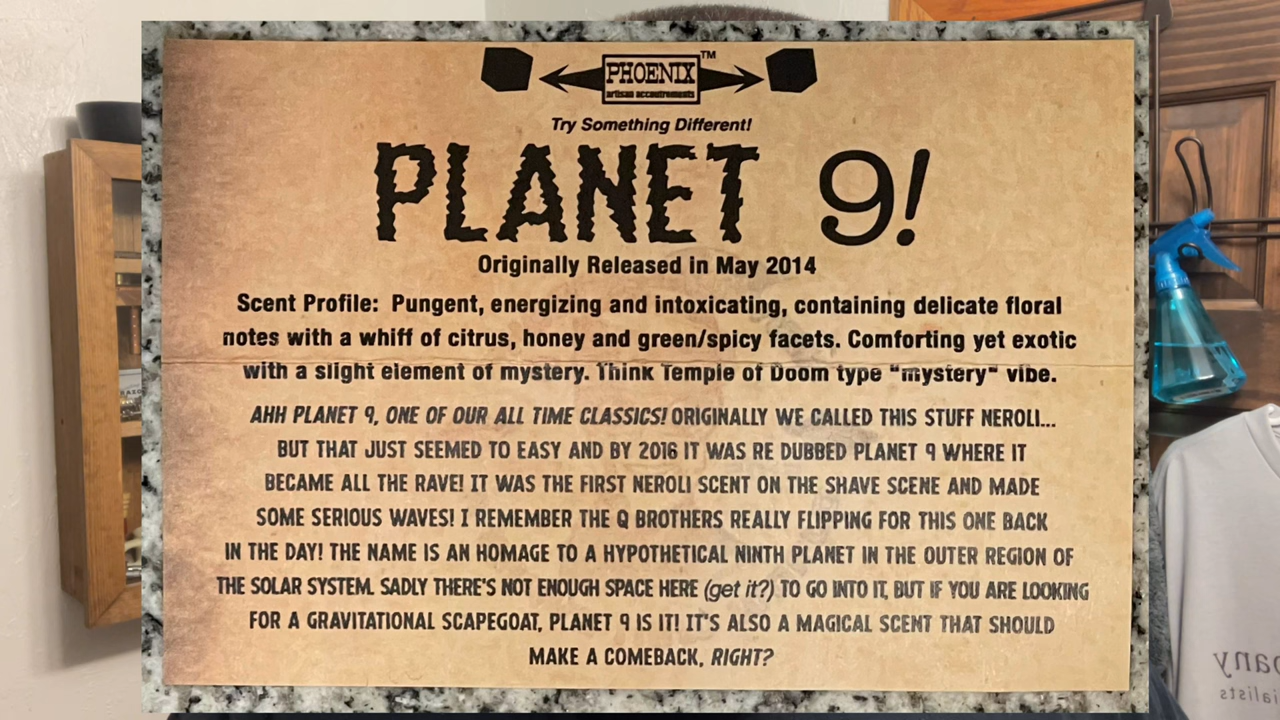 PHOENIX™
artisan accoutrements
Try Something Different!
PLANET 9!
Originally Released in May 2014
Scent Profile: Pungent, energizing and intoxicating, containing delicate floral
notes with a whiff of citrus, honey and green/spicy facets. Comforting yet exotic
with a slight element of mystery. Think Temple of Doom type "mystery" vibe.
AHH PLANET 9, ONE OF OUR ALL TIME CLASSICS! ORIGINALLY WE CALLED THIS STUFF NEROLI...
BUT THAT JUST SEEMED TO EASY AND BY 2016 IT WAS RE DUBBED PLANET 9 WHERE IT
BECAME ALL THE RAVE! IT WAS THE FIRST NEROLI SCENT ON THE SHAVE SCENE AND MADE
SOME SERIOUS WAVES! I REMEMBER THE Q BROTHERS REALLY FLIPPING FOR THIS ONE BACK
IN THE DAY! THE NAME IS AN HOMAGE TO A HYPOTHETICAL NINTH PLANET IN THE OUTER REGION OF
THE SOLAR SYSTEM. SADLY THERE'S NOT ENOUGH SPACE HERE (get it?) TO GO INTO IT, BUT IF YOU ARE LOOKING
FOR A GRAVITATIONAL SCAPEGOAT, PLANET 9 IS IT! IT'S ALSO A MAGICAL SCENT THAT SHOULD
MAKE A COMEBACK, RIGHT?